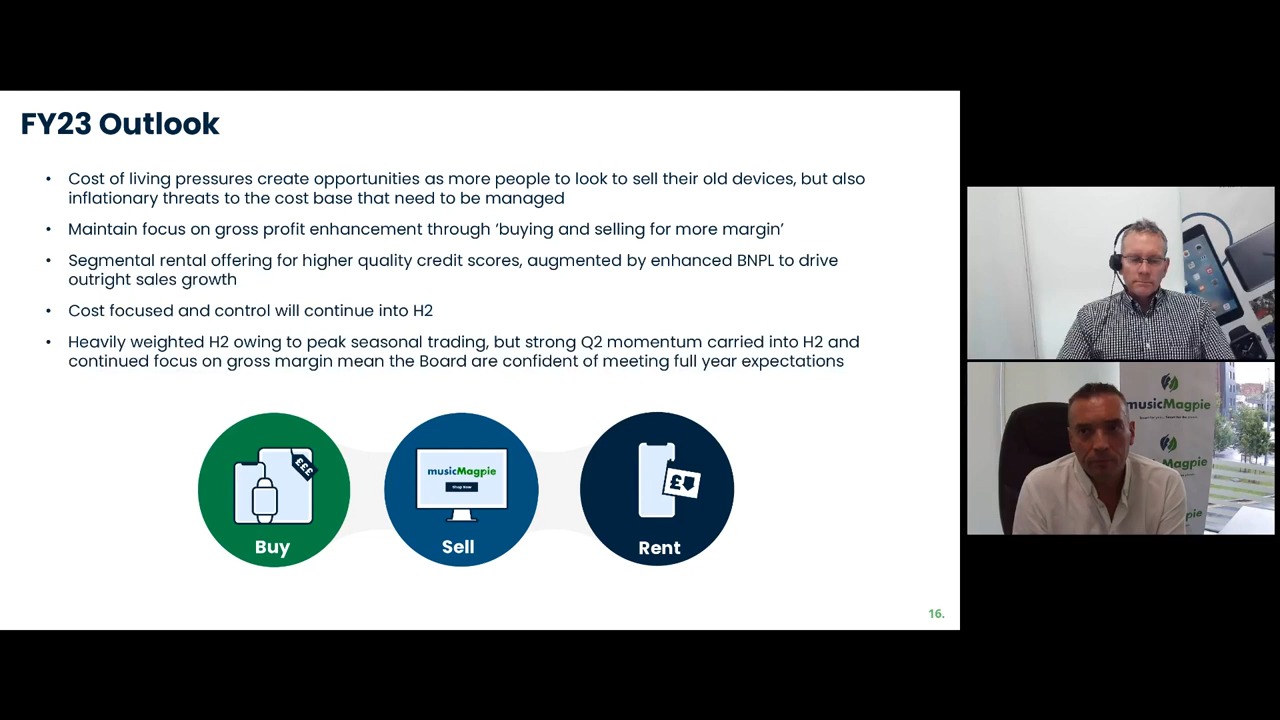 FY23 Outlook
• Cost of living pressures create opportunities as more people to look to sell their old devices, but also
inflationary threats to the cost base that need to be managed
• Maintain focus on gross profit enhancement through ‘buying and selling for more margin’
• Segmental rental offering for higher quality credit scores, augmented by enhanced BNPL to drive
outright sales growth
• Cost focused and control will continue into H2
• Heavily weighted H2 owing to peak seasonal trading, but strong Q2 momentum carried into H2 and
continued focus on gross margin mean the Board are confident of meeting full year expectations
£££
Buy
musicMagpie
Shop Now
Sell
£
Rent
16.
musicMagpie
Magpie
pie